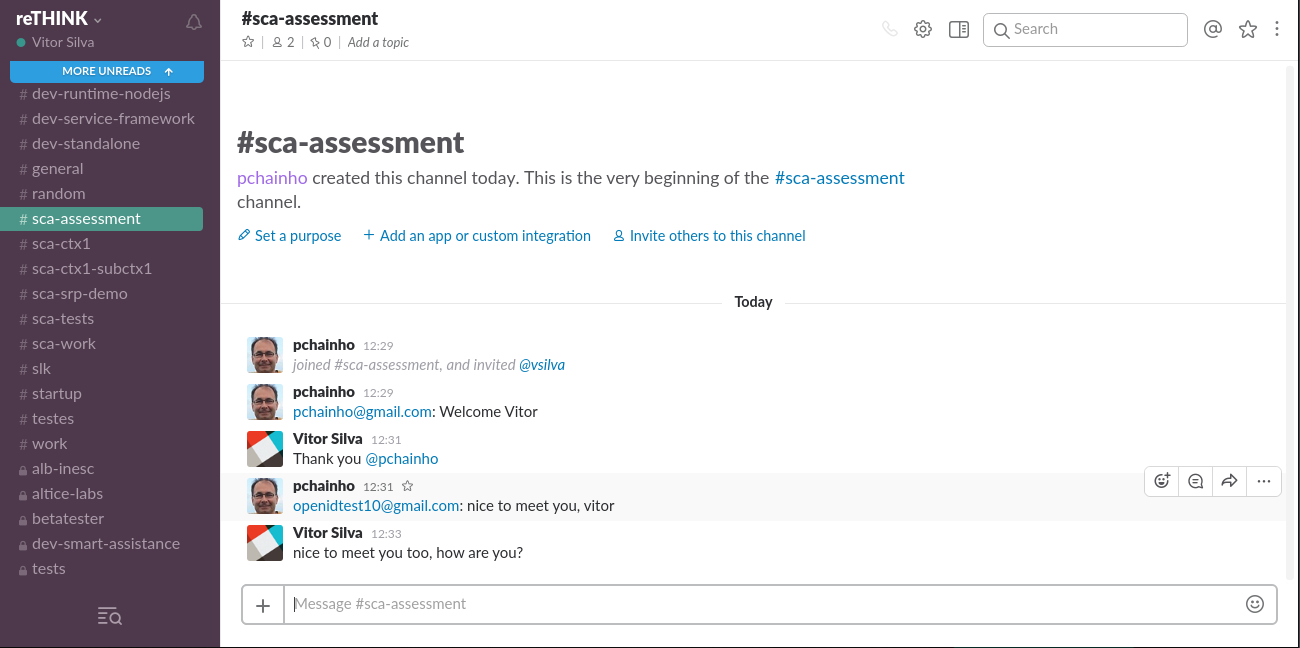 reTHINK
Vitor Silva
MORE UNREADS
# dev-runtime-nodejs
# dev-service-framework
# dev-standalone
# general
# random
# sca-assessment
# sca-ctx1
# sca-ctx1-subctx1
# sca-srp-demo
# sca-tests
# sca-work
# slk
# startup
# testes
# work
alb-inesc
altice-labs
betatester
dev-smart-assistance
tests
#sca-assessment
2 | 0 | Add a topic
Search
#sca-assessment
pchainho created this channel today. This is the very beginning of the #sca-assessment
channel.
Set a purpose + Add an app or custom integration Invite others to this channel
Today
pchainho 12:29
joined #sca-assessment, and invited @vsilva
pchainho 12:29
pchainho@gmail.com: Welcome Vitor
Vitor Silva 12:31
Thank you @pchainho
pchainho 12:31
openidtest10@gmail.com: nice to meet you, vitor
Vitor Silva 12:33
nice to meet you too, how are you?
+ Message #sca-assessment